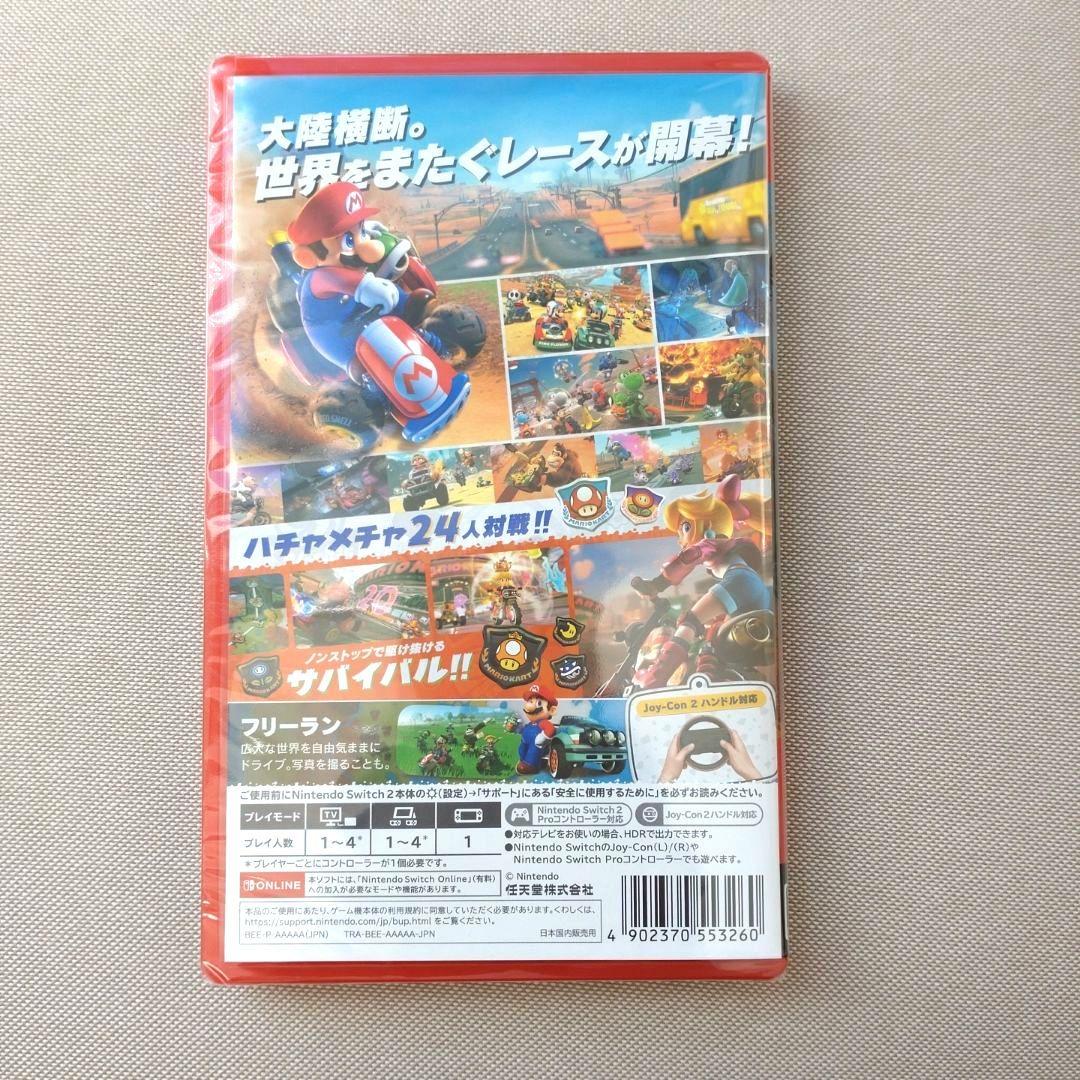 大陸横断。
世界をまたぐレースが開幕！
M
M
ハチャメチャ24人対戦!!
MARIO KART
ノンストップで駆け抜ける
サバイバル!!
MARIO KART
フリーラン
広大な世界を自由気ままに
ドライブ。写真を撮ることも。
Joy-Con 2 ハンドル対応
ご使用前にNintendo Switch 2本体の(設定)→「サポート」にある「安全に使用するために」を必ずお読みください。
プレイモード TV
プレイ人数 1～4* 1～4* 1
*プレイヤーごとにコントローラーが1個必要です。
Nintendo Switch 2
Proコントローラー対応
Joy-Con 2ハンドル対応
●対応テレビをお使いの場合、HDRで出力できます。
●Nintendo SwitchのJoy-Con(L)/(R)や
Nintendo Switch Proコントローラーでも遊べます。
ONLINE
本ソフトには、「Nintendo Switch Online」(有料)
への加入が必要なモードや機能があります。
© Nintendo
任天堂株式会社
本品のご使用にあたり、ゲーム機本体の利用規約に同意していただく必要があります。くわしくは、
https://support.nintendo.com/jp/bup.html をご覧ください。
BEE-P-AAAAA(JPN) TRA-BEE-AAAAA-JPN 日本国内販売用
4 902370 553260